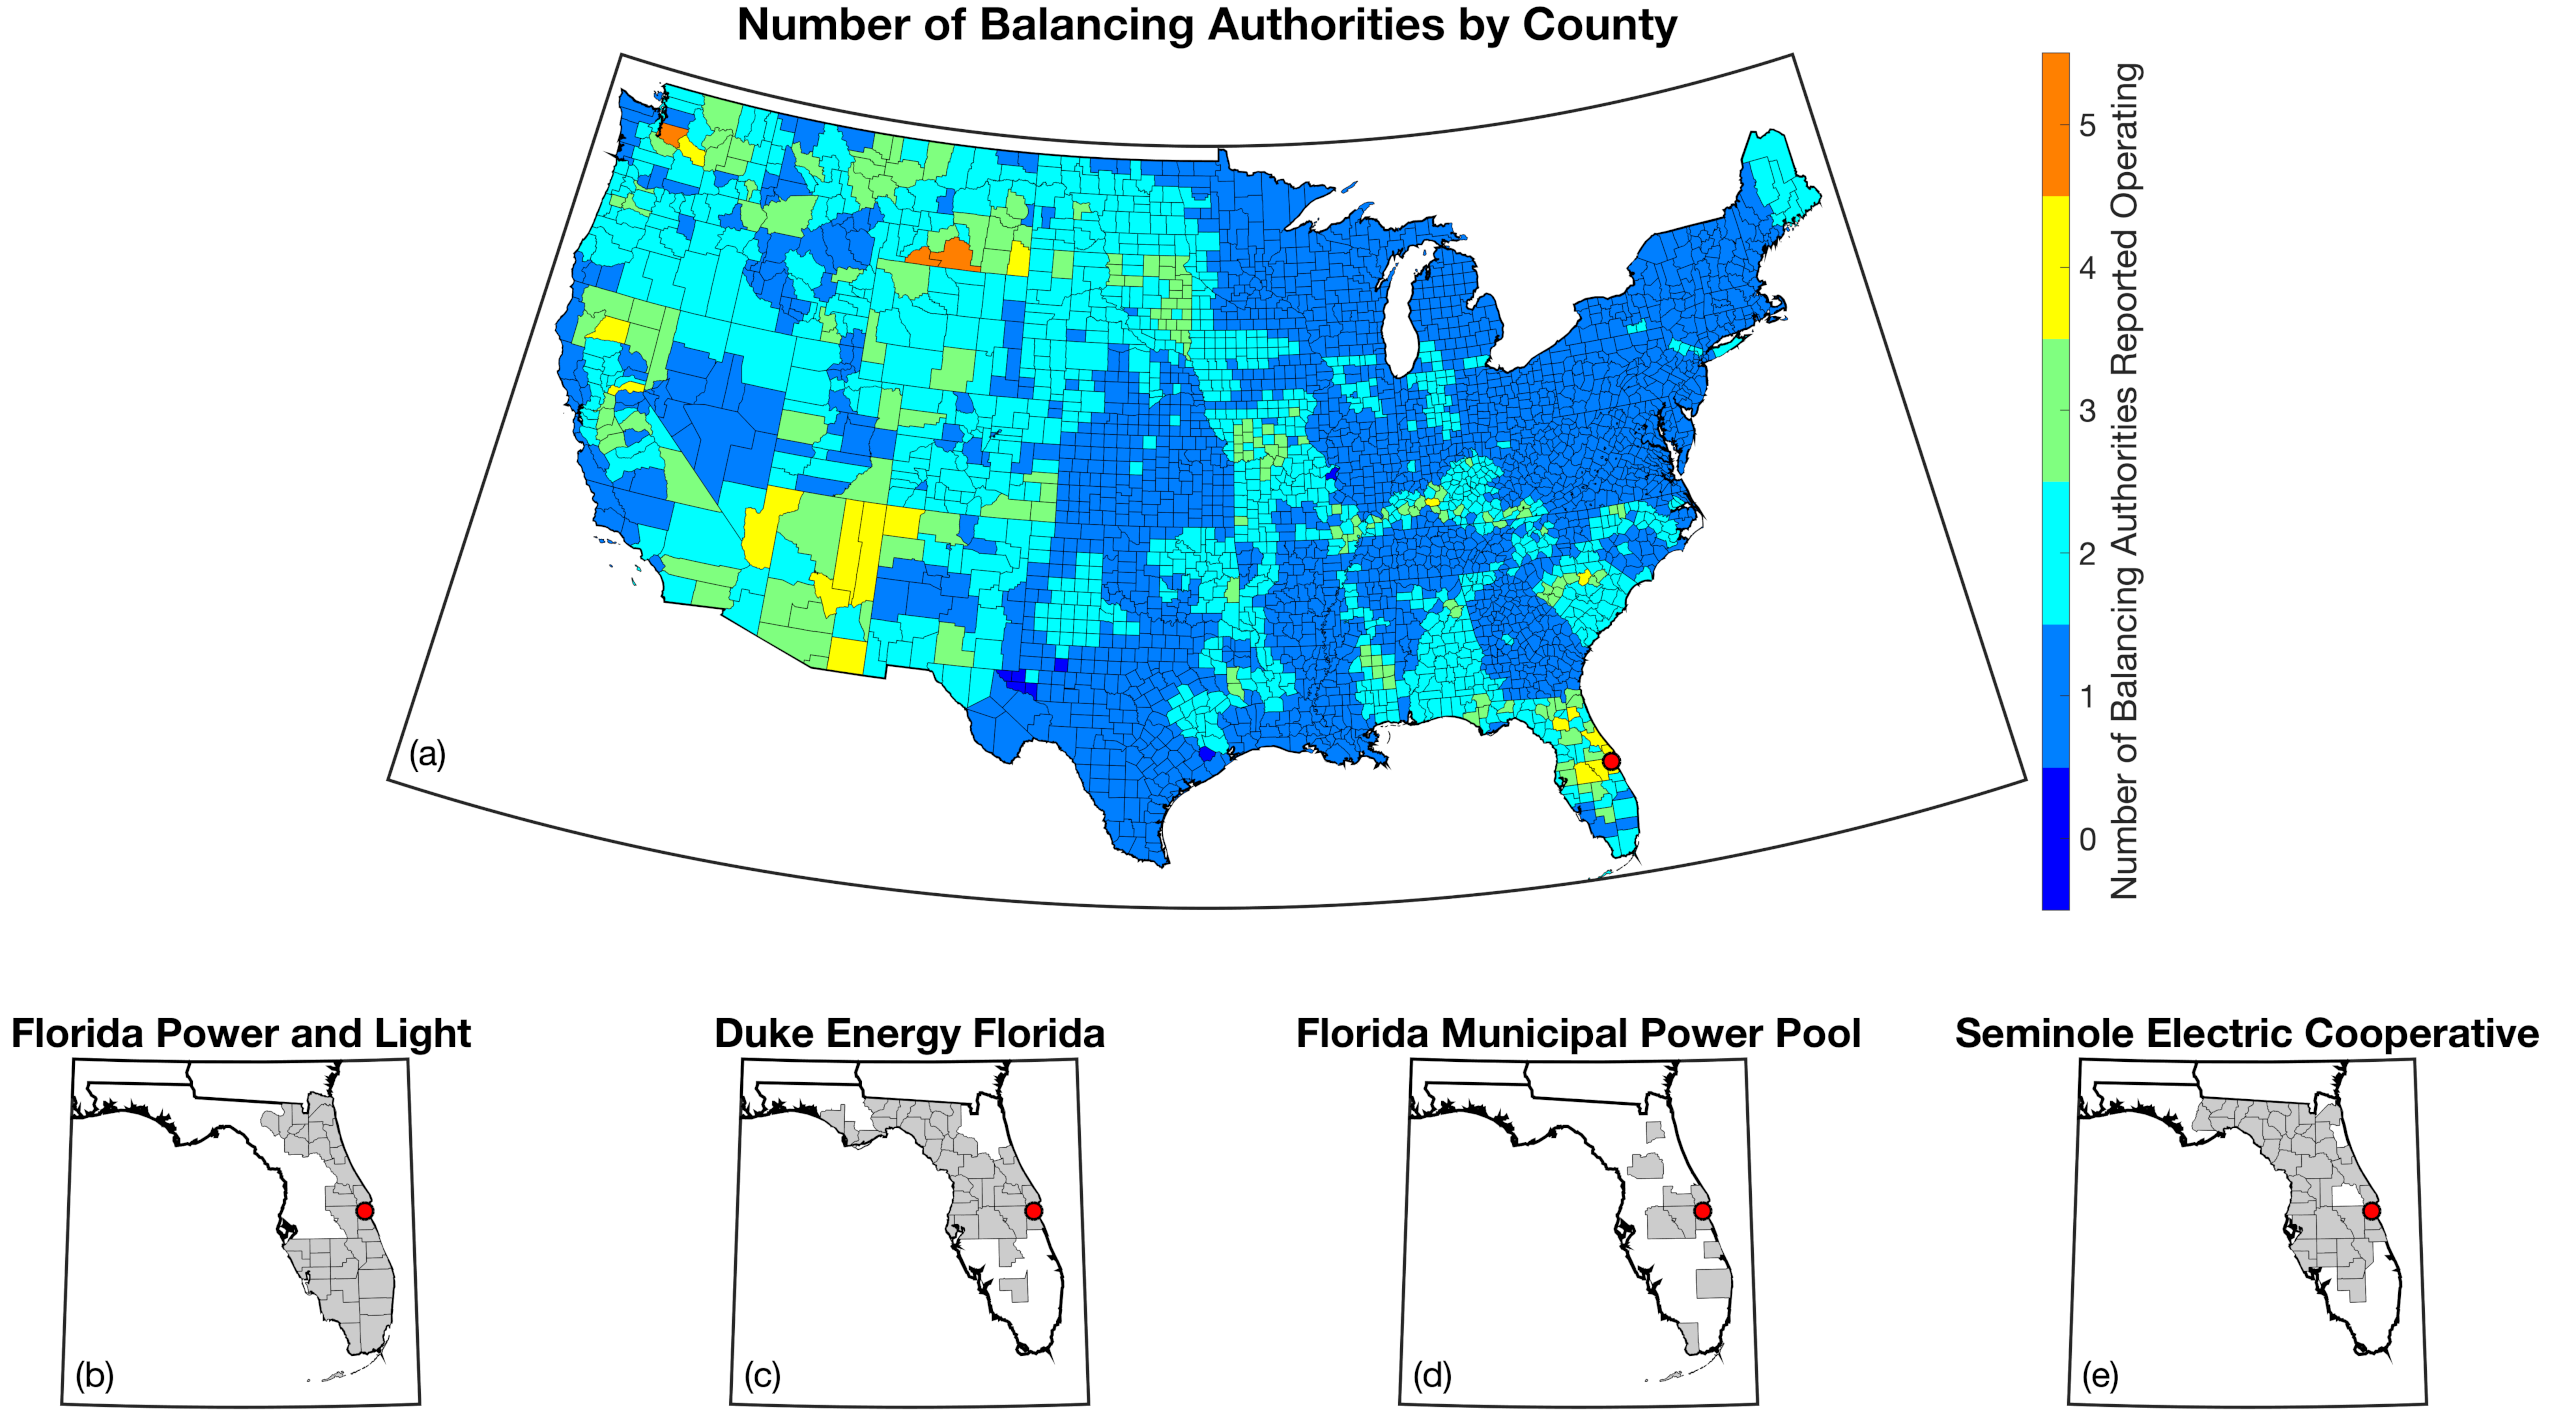 Number of Balancing Authorities by County
5
4
3
2
1
0
Number of Balancing Authorities Reported Operating
(a)
Florida Power and Light
Duke Energy Florida
Florida Municipal Power Pool
Seminole Electric Cooperative
(b)
(c)
(d)
(e)